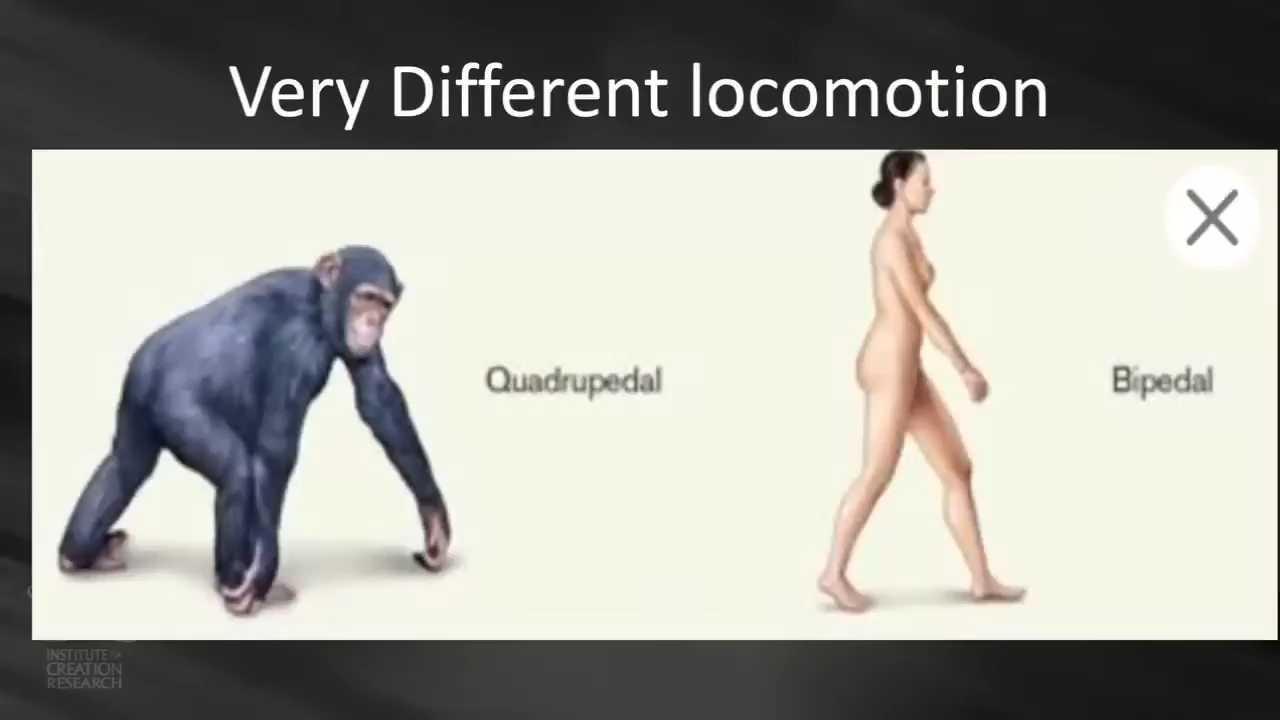 Very Different locomotion
Quadrupedal
Bipedal
INSTITUTE for
CREATION
RESEARCH